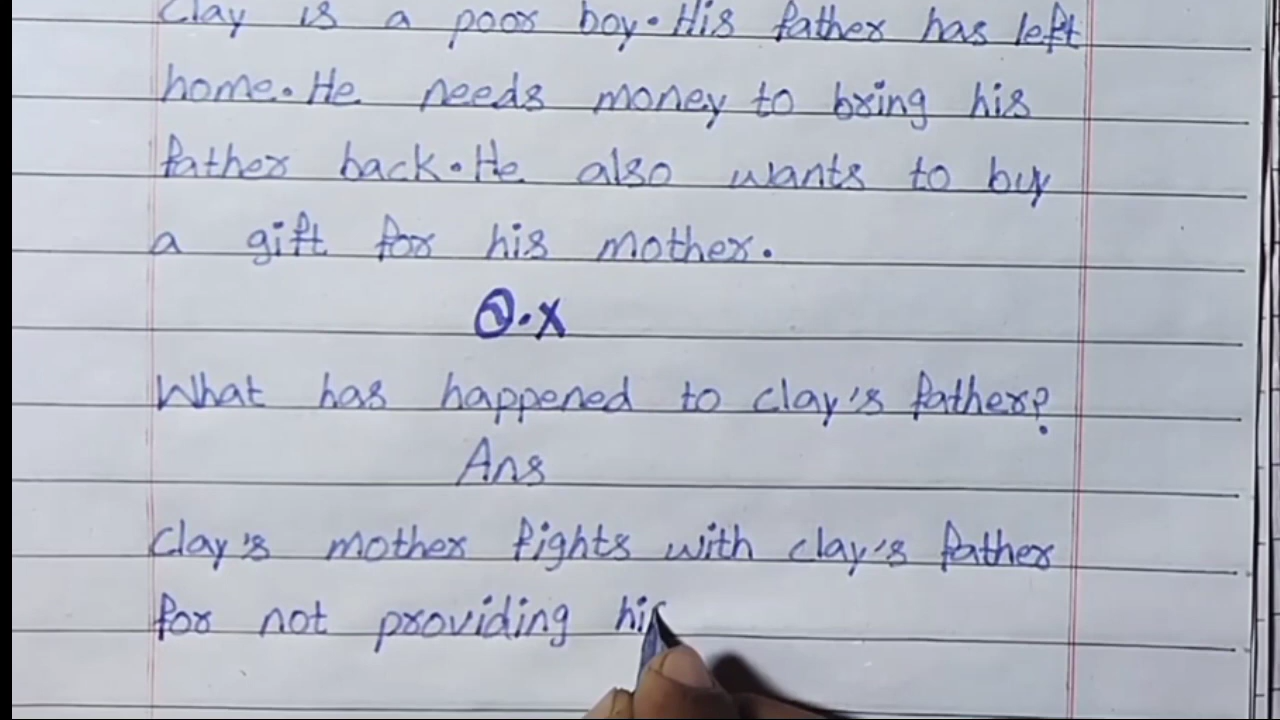 Clay is a poor boy. His father has left
home. He needs money to bring his
father back. He also wants to buy
a gift for his mother.
Q.X
What has happened to clay's father?
Ans
Clay's mother fights with clay's father
for not providing his